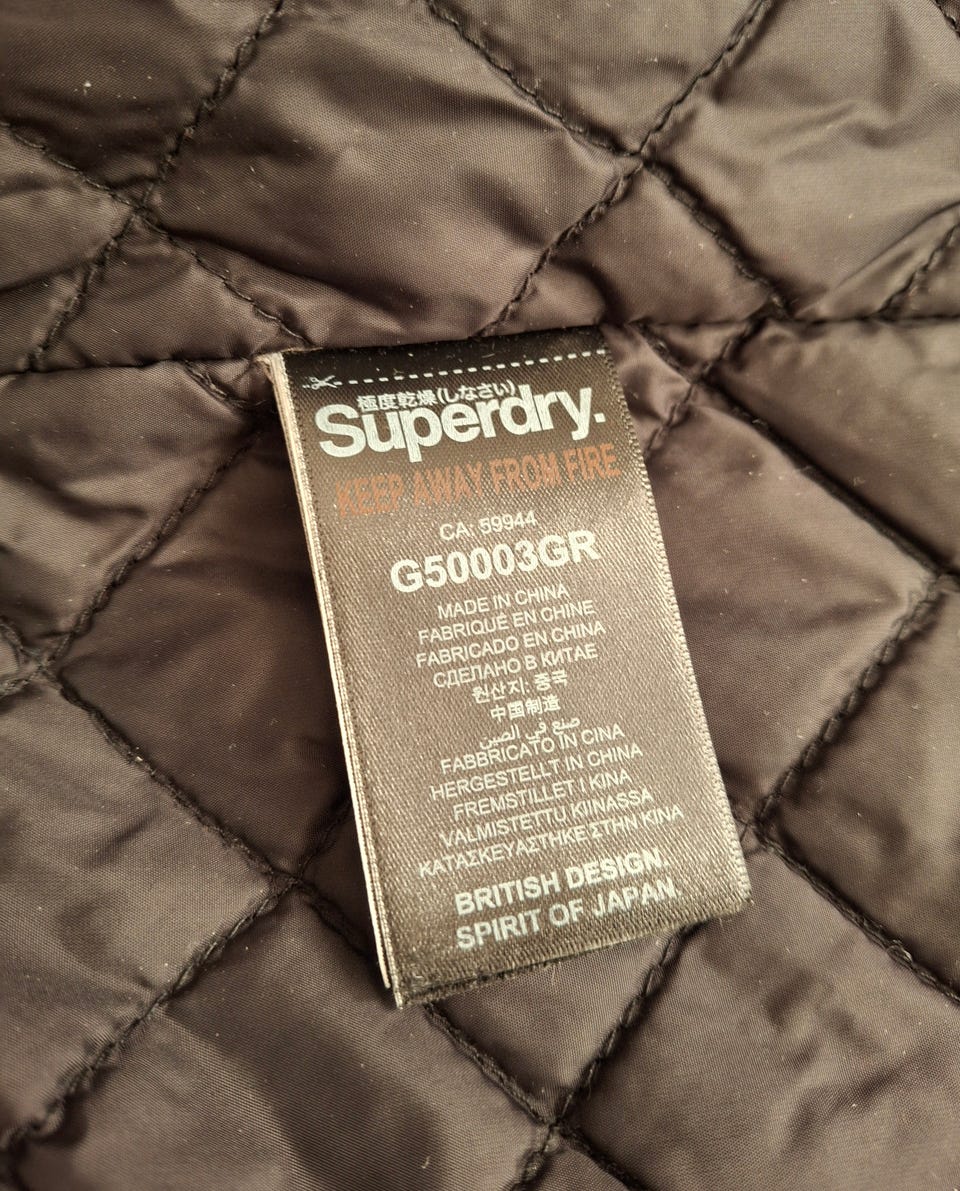 極度乾燥(しなさい)
Superdry.
KEEP AWAY FROM FIRE
CA: 59944
G50003GR
MADE IN CHINA
FABRIQUÉ EN CHINE
FABRICADO EN CHINA
СДЕЛАНО В КИТАЕ
원산지: 중국
中国制造
صنع في الصين
FABBRICATO IN CINA
HERGESTELLT IN CHINA
FREMSTILLET I KINA
VALMISTETTU KIINASSA
ΚΑΤΑΣΚΕΥΑΣΤΗΚΕ ΣΤΗΝ ΚΙΝΑ
BRITISH DESIGN.
SPIRIT OF JAPAN.